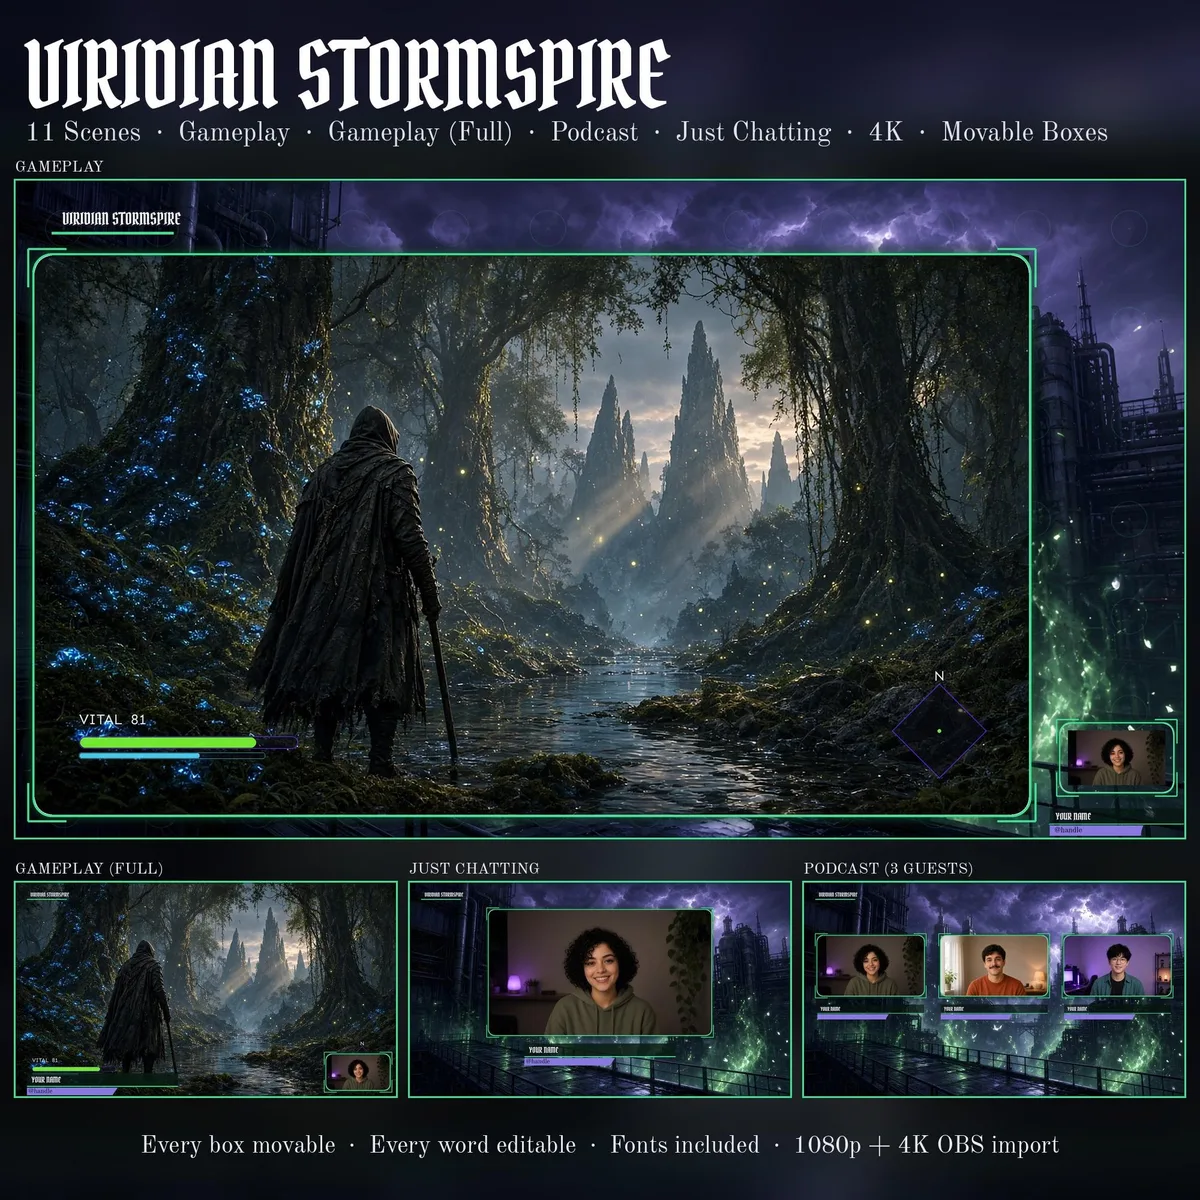 VIRIDIAN STORMSPIRE
11 Scenes · Gameplay · Gameplay (Full) · Podcast · Just Chatting · 4K · Movable Boxes
GAMEPLAY
VIRIDIAN STORMSPIRE
N
VITAL 81
YOUR NAME
@handle
GAMEPLAY (FULL)
JUST CHATTING
PODCAST (3 GUESTS)
VIRIDIAN STORMSPIRE
VIRIDIAN STORMSPIRE
VIRIDIAN STORMSPIRE
N
VITAL 81
YOUR NAME
@handle
YOUR NAME
@handle
YOUR NAME
YOUR NAME
YOUR NAME
Every box movable · Every word editable · Fonts included · 1080p + 4K OBS import